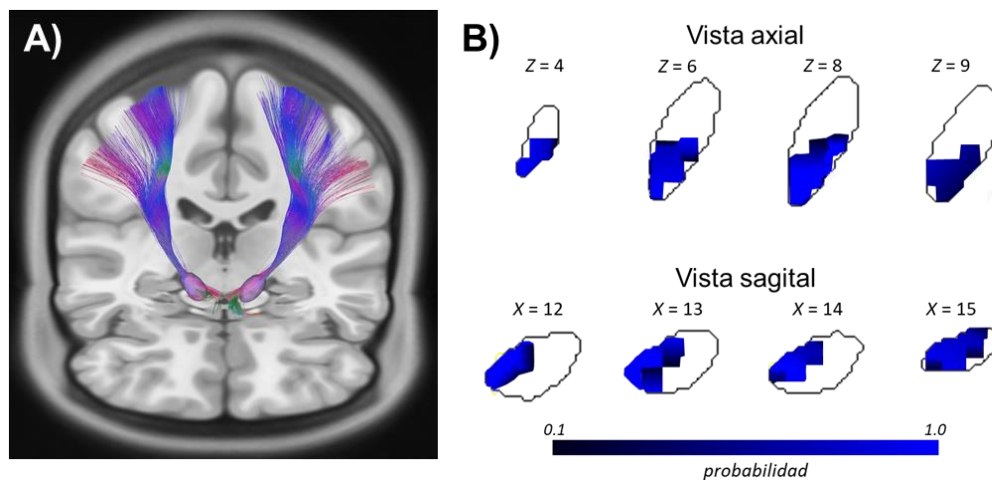 A)
B)
Vista axial
Z = 4
Z = 6
Z = 8
Z = 9
Vista sagital
X = 12
X = 13
X = 14
X = 15
0.1
1.0
probabilidad